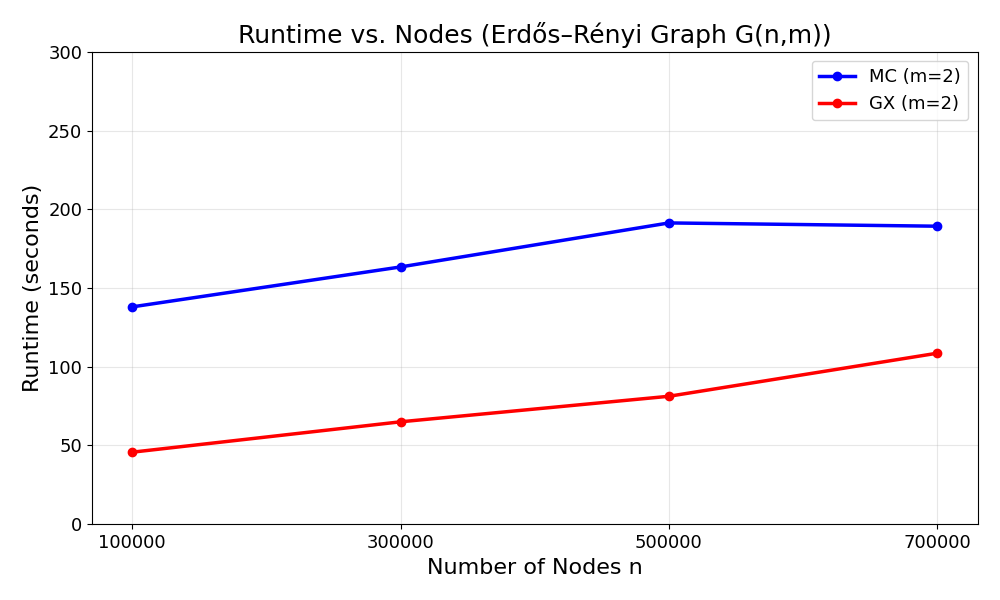 Runtime vs. Nodes (Erdős–Rényi Graph G(n,m))
MC (m=2)
GX (m=2)
Runtime (seconds)
300
250
200
150
100
50
0
100000 300000 500000 700000
Number of Nodes n